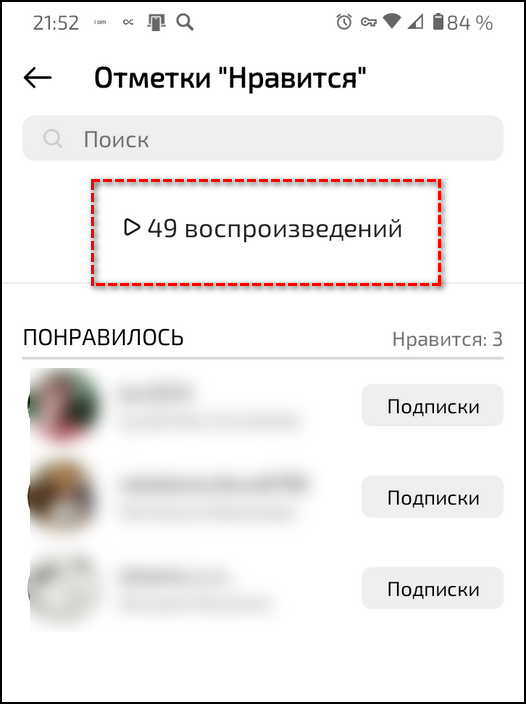 21:52 84 %
Отметки "Нравится"
Поиск
49 воспроизведений
ПОНРАВИЛОСЬ Нравится: 3
Подписки
Подписки
Подписки